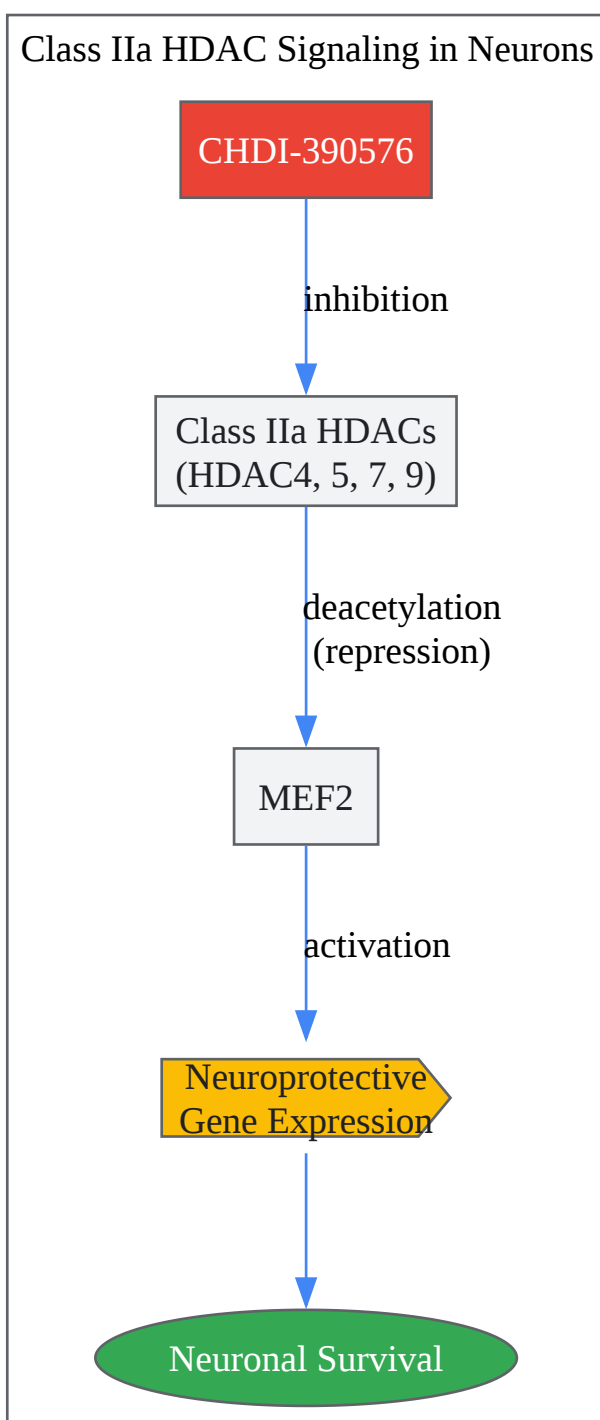 Class IIa HDAC Signaling in Neurons
CHDI-390576
inhibition
Class IIa HDACs
(HDAC4, 5, 7, 9)
deacetylation
(repression)
MEF2
activation
Neuroprotective
Gene Expression
Neuronal Survival